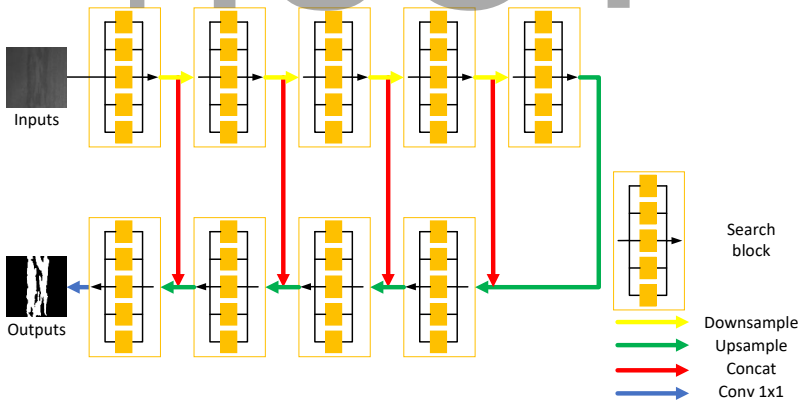 Inputs
Search
block
Outputs
Downsample
Upsample
Concat
Conv 1x1